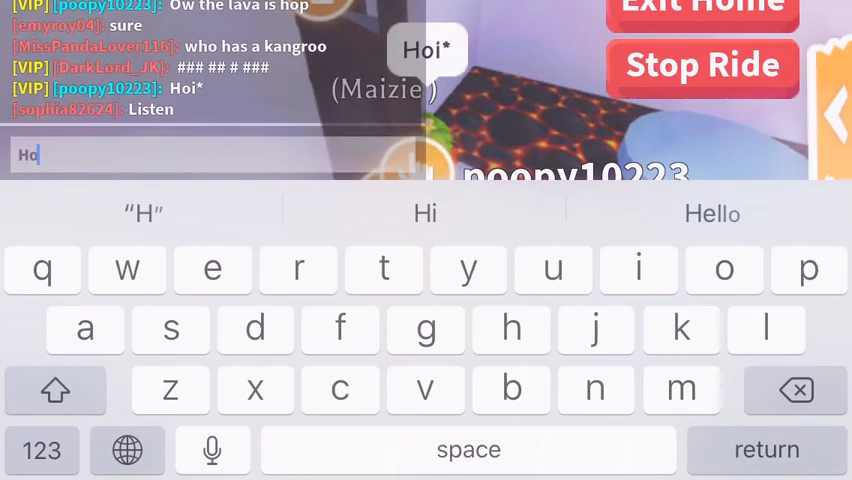 [VIP] [poopy10223]: Ow the lava is hop
[emyroy04]: sure
[MissPandaLover116]: who has a kangroo
[VIP] [DarkLord_JK]: ### ## # ###
[VIP] [poopy10223]: Hoi*
[sophia82624]: Listen
Ho
Hoi*
(Maizie )
Exit Home
Stop Ride
poopy10223
“H” Hi Hello
q w e r t y u i o p
a s d f g h j k l
z x c v b n m
123 space return